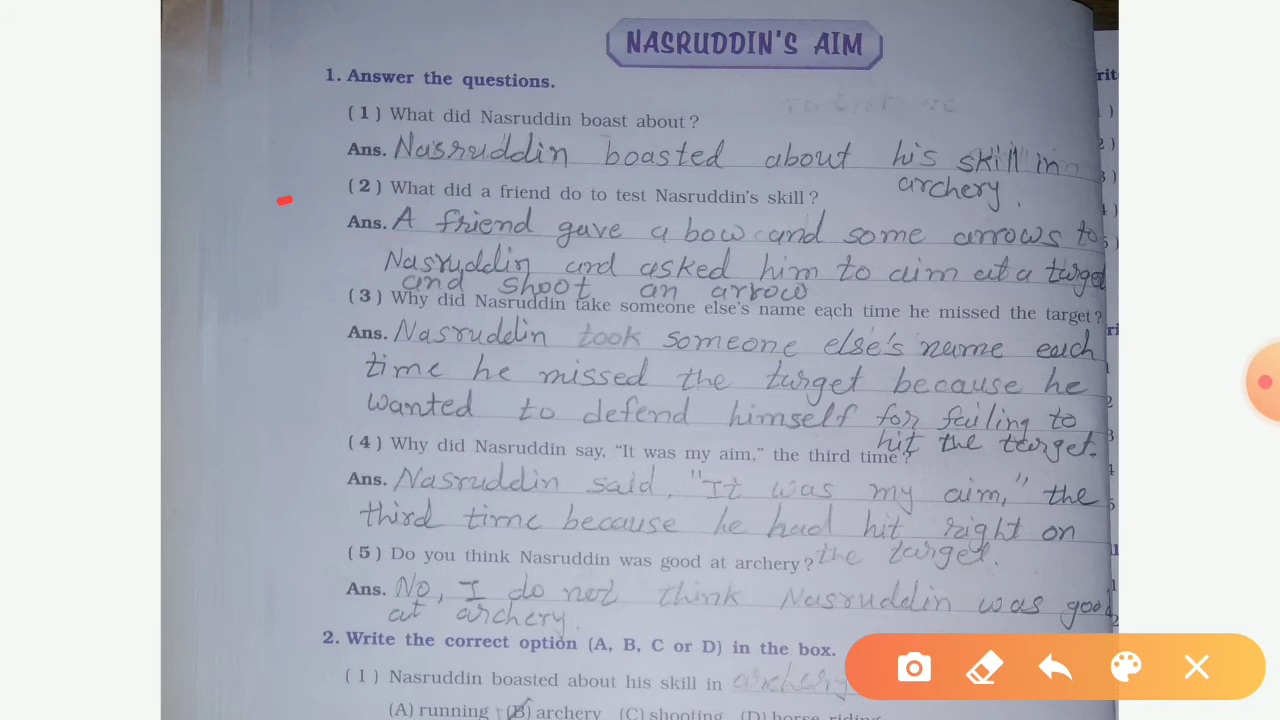 NASRUDDIN'S AIM
1. Answer the questions.
(1) What did Nasruddin boast about?
Ans. Nasruddin boasted about his skill in
archery.
(2) What did a friend do to test Nasruddin's skill?
Ans. A friend gave a bow and some arrows to
Nasruddin and asked him to aim at a target
and shoot an arrow
(3) Why did Nasruddin take someone else's name each time he missed the target?
Ans. Nasruddin took someone else's name each
time he missed the target because he
wanted to defend himself for failing to
hit the target.
(4) Why did Nasruddin say, “It was my aim,” the third time?
Ans. Nasruddin said, "It was my aim," the
third time because he had hit right on
the target.
(5) Do you think Nasruddin was good at archery?
Ans. No, I do not think Nasruddin was good
at archery.
2. Write the correct option (A, B, C or D) in the box.
(1) Nasruddin boasted about his skill in archery
(A) running (B) archery (C) shooting (D) horse riding